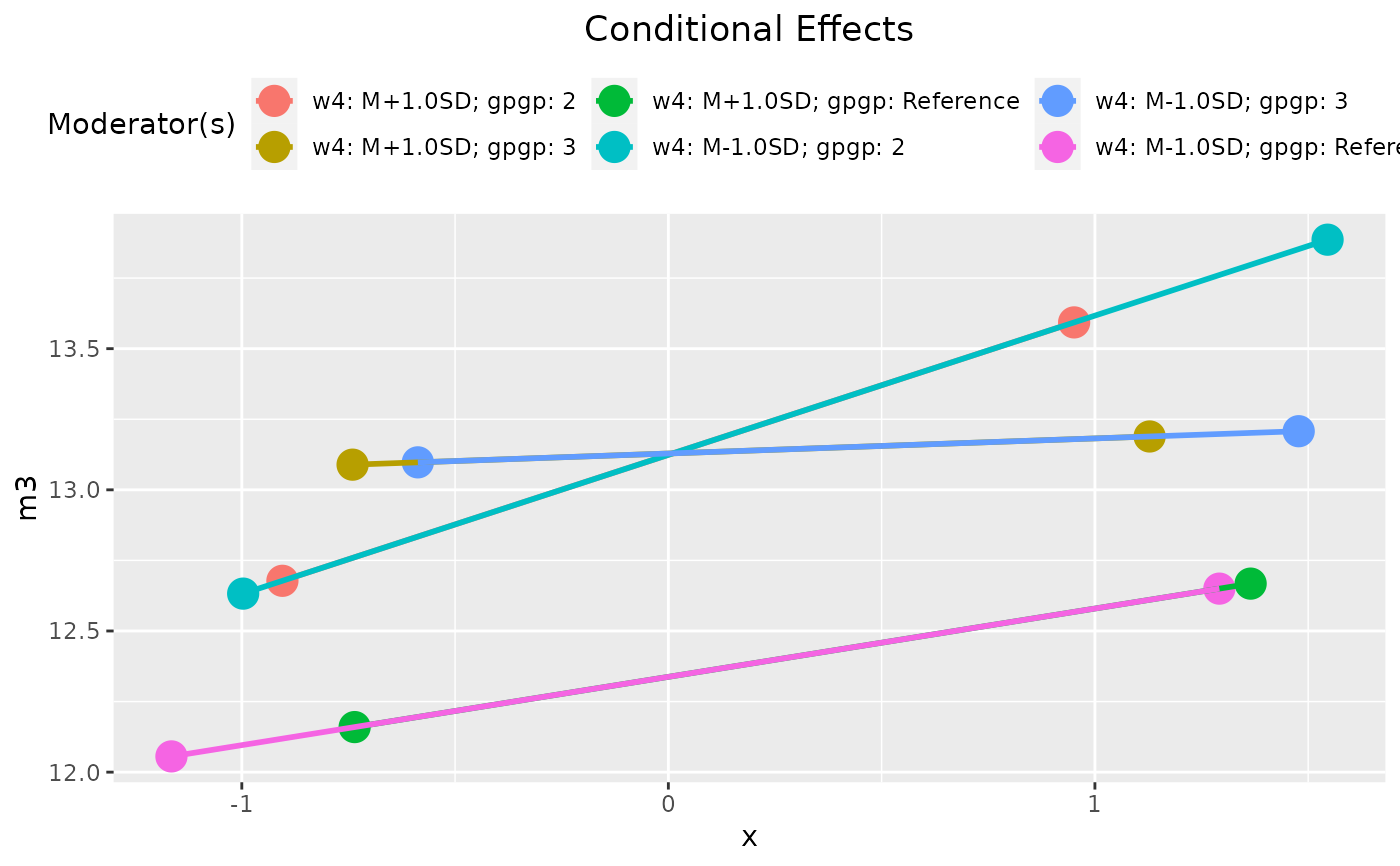 Conditional Effects
Moderator(s)
w4: M+1.0SD; gpgp: 2
w4: M+1.0SD; gpgp: Reference
w4: M-1.0SD; gpgp: 3
w4: M+1.0SD; gpgp: 3
w4: M-1.0SD; gpgp: 2
w4: M-1.0SD; gpgp: Refere
m3
13.5
13.0
12.5
12.0
-1
0
1
x